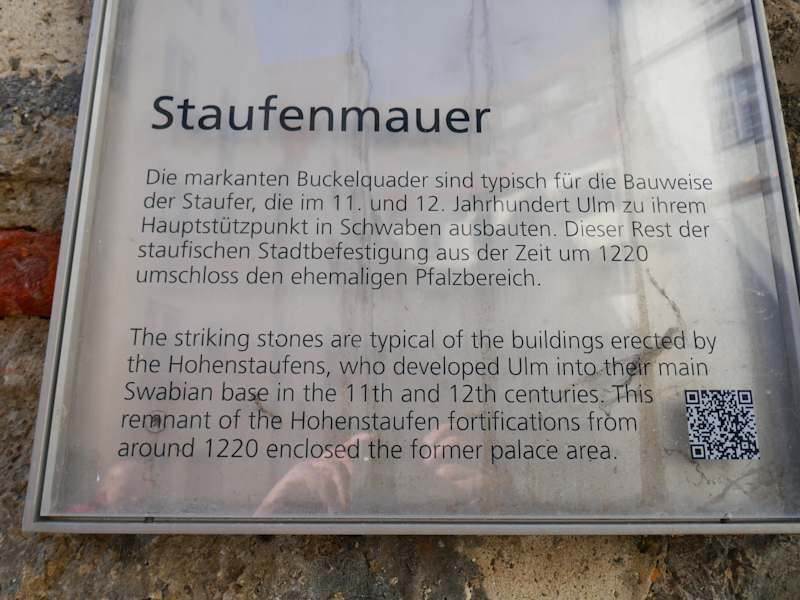 Staufenmauer
Die markanten Buckelquader sind typisch für die Bauweise
der Staufer, die im 11. und 12. Jahrhundert Ulm zu ihrem
Hauptstützpunkt in Schwaben ausbauten. Dieser Rest der
staufischen Stadtbefestigung aus der Zeit um 1220
umschloss den ehemaligen Pfalzbereich.
The striking stones are typical of the buildings erected by
the Hohenstaufens, who developed Ulm into their main
Swabian base in the 11th and 12th centuries. This
remnant of the Hohenstaufen fortifications from
around 1220 enclosed the former palace area.